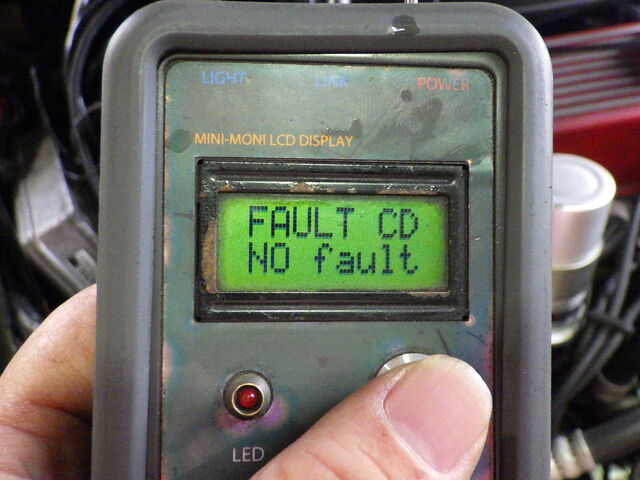 LIGHT LINK POWER
MINI-MONI LCD DISPLAY
FAULT CD
NO fault
LED